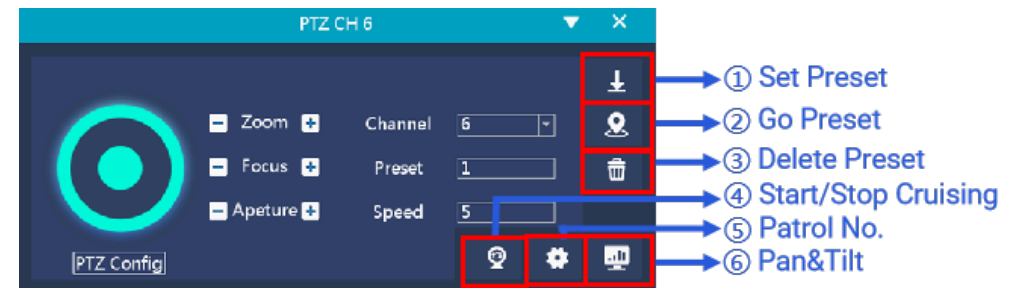 PTZ CH 6
Zoom Channel 6
Focus Preset 1
Apeture Speed 5
PTZ Config
① Set Preset
② Go Preset
③ Delete Preset
④ Start/Stop Cruising
⑤ Patrol No.
⑥ Pan&Tilt